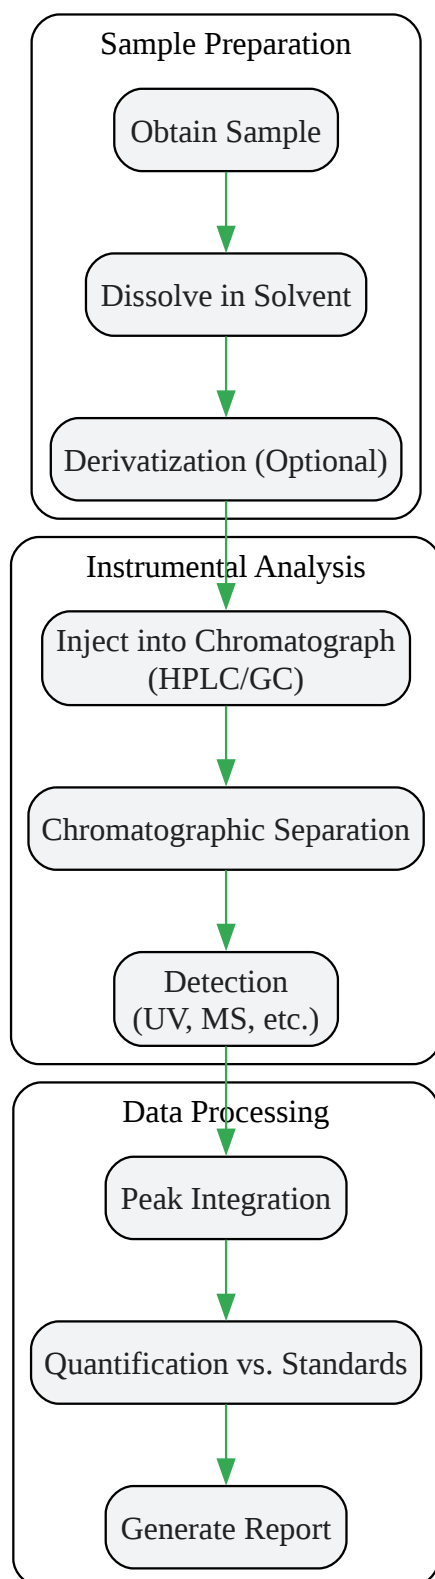 Sample Preparation
Obtain Sample
Dissolve in Solvent
Derivatization (Optional)
Instrumental Analysis
Inject into Chromatograph
(HPLC/GC)
Chromatographic Separation
Detection
(UV, MS, etc.)
Data Processing
Peak Integration
Quantification vs. Standards
Generate Report